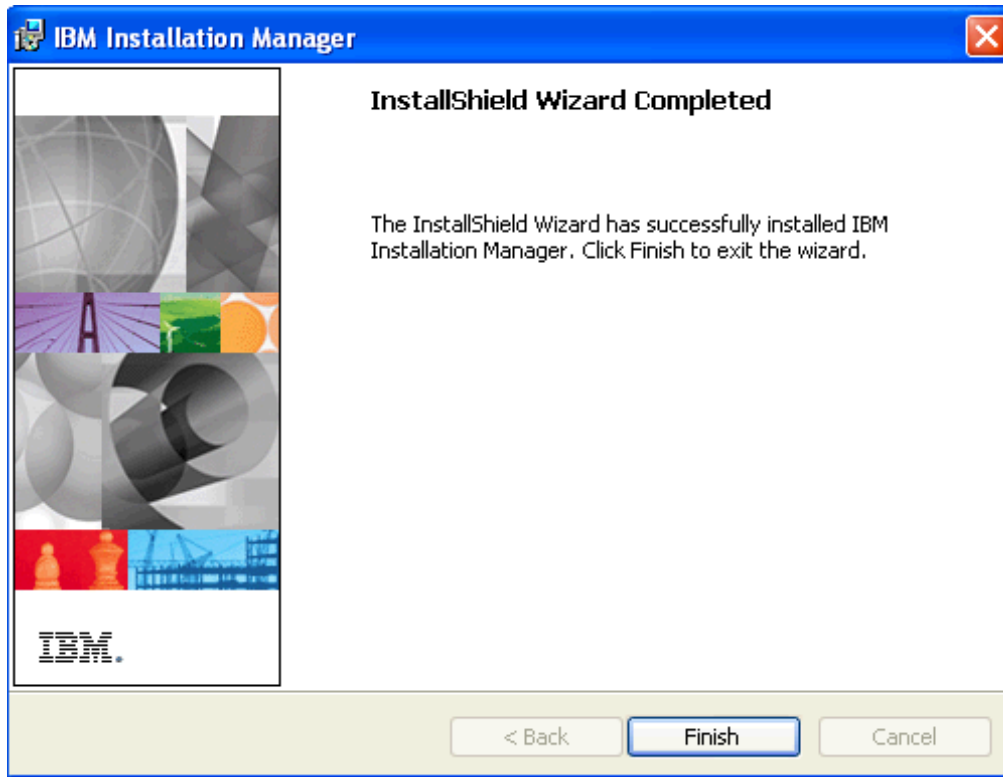 IBM Installation Manager
InstallShield Wizard Completed
The InstallShield Wizard has successfully installed IBM
Installation Manager. Click Finish to exit the wizard.
IBM.
< Back
Finish
Cancel